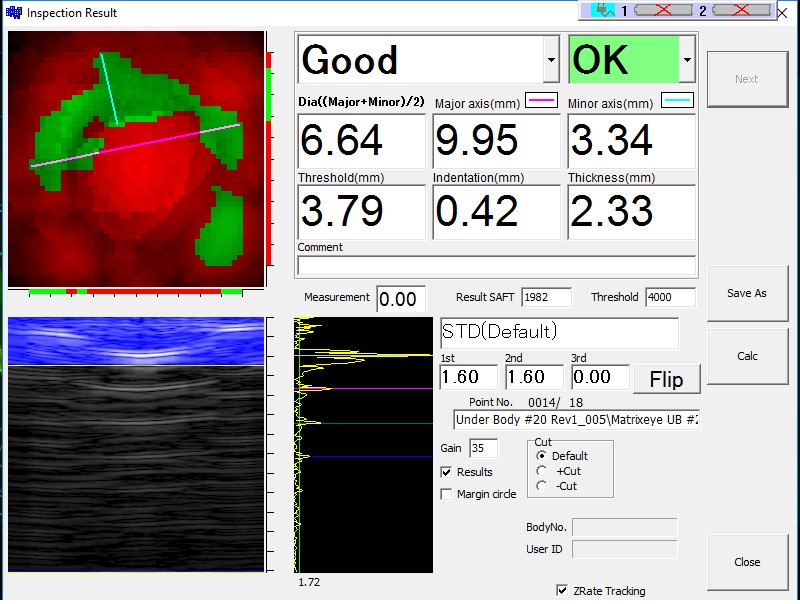 Inspection Result
1
2
Good
OK
Next
Dia((Major+Minor)/2)
Major axis(mm)
Minor axis(mm)
6.64
9.95
3.34
Threshold(mm)
Indentation(mm)
Thickness(mm)
3.79
0.42
2.33
Comment
Measurement 0.00
Result SAFT 1982
Threshold 4000
Save As
STD(Default)
1st
2nd
3rd
1.60
1.60
0.00
Flip
Calc
Point No. 0014/ 18
Under Body #20 Rev1_005\Matrixeye UB #2
Gain 35
Cut
Default
+Cut
-Cut
Results
Margin circle
BodyNo.
User ID
Close
1.72
ZRate Tracking